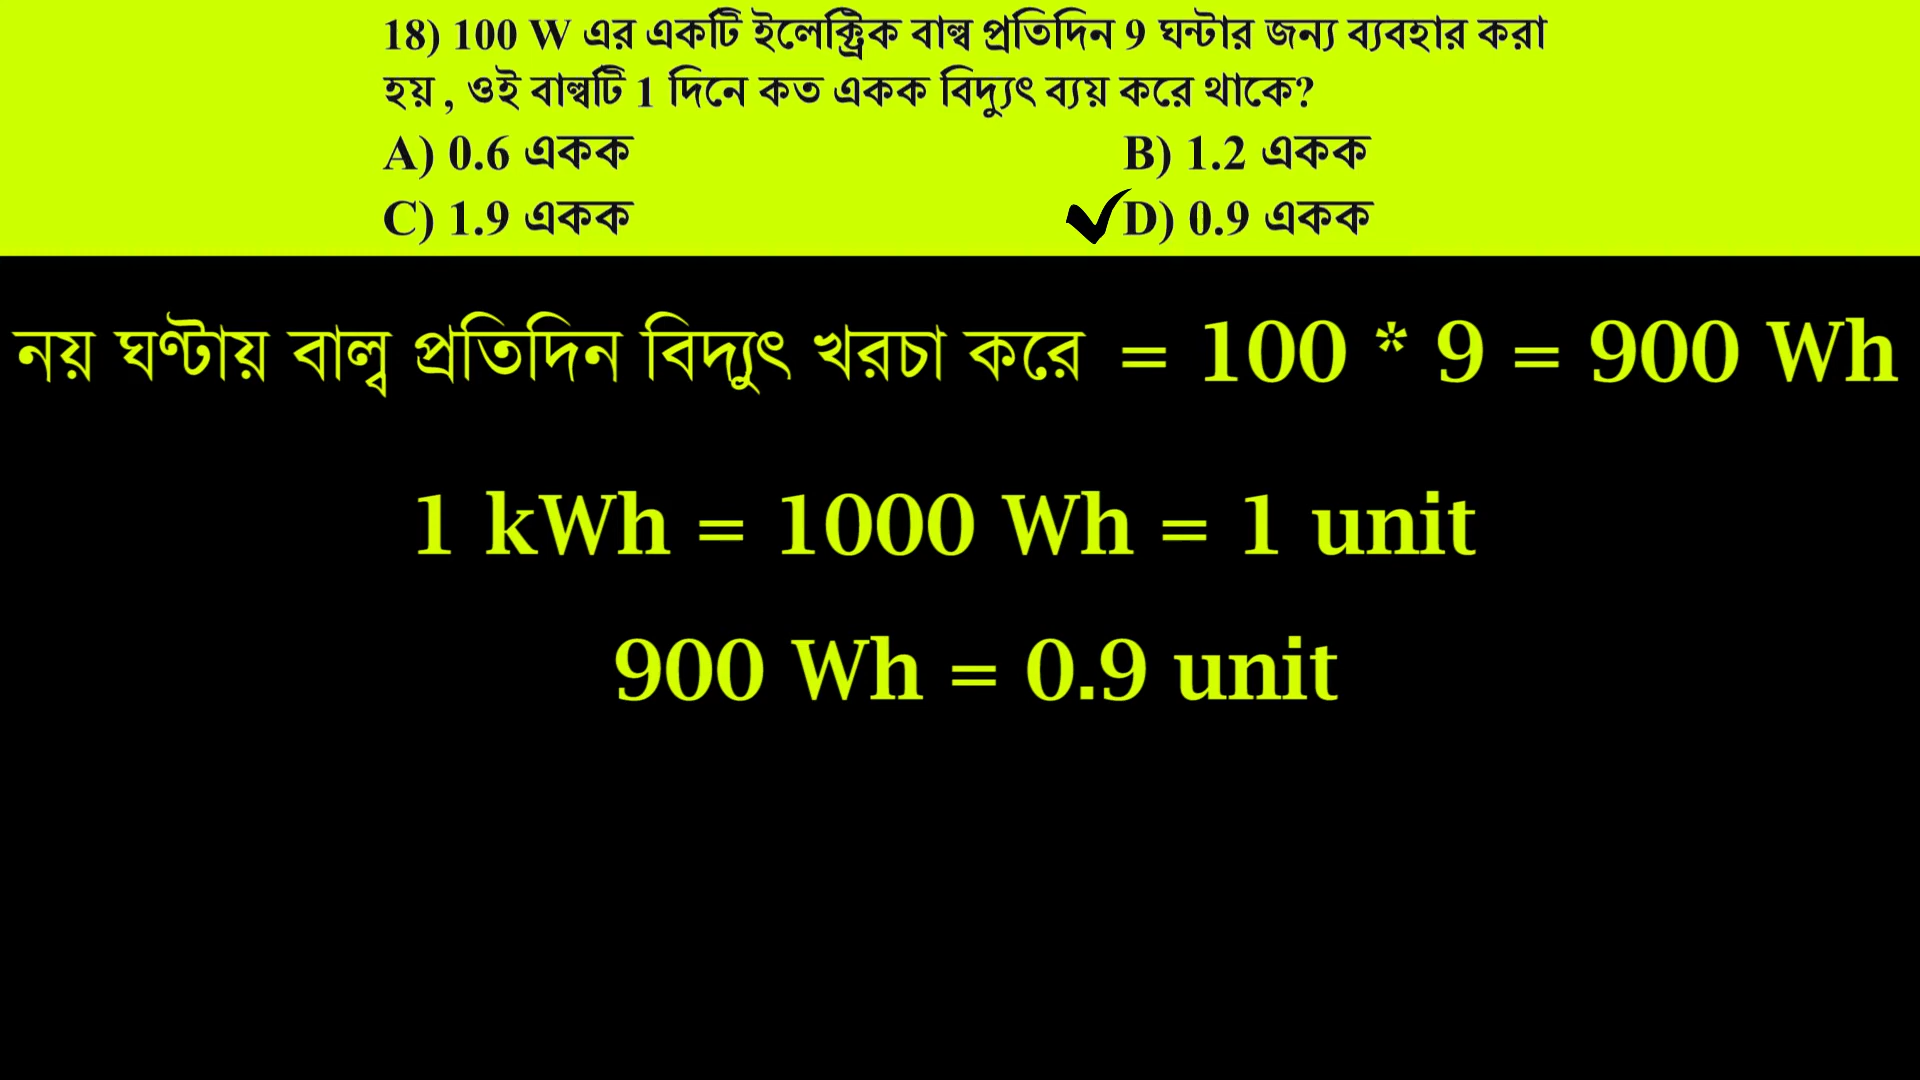 18) 100 W এর একটি ইলেক্ট্রিক বাল্ব প্রতিদিন 9 ঘন্টার জন্য ব্যবহার করা
হয় , ওই বাল্বটি 1 দিনে কত একক বিদ্যুৎ ব্যয় করে থাকে?
A) 0.6 একক B) 1.2 একক
C) 1.9 একক D) 0.9 একক
নয় ঘণ্টায় বাল্ব প্রতিদিন বিদ্যুৎ খরচা করে = 100 * 9 = 900 Wh
1 kWh = 1000 Wh = 1 unit
900 Wh = 0.9 unit